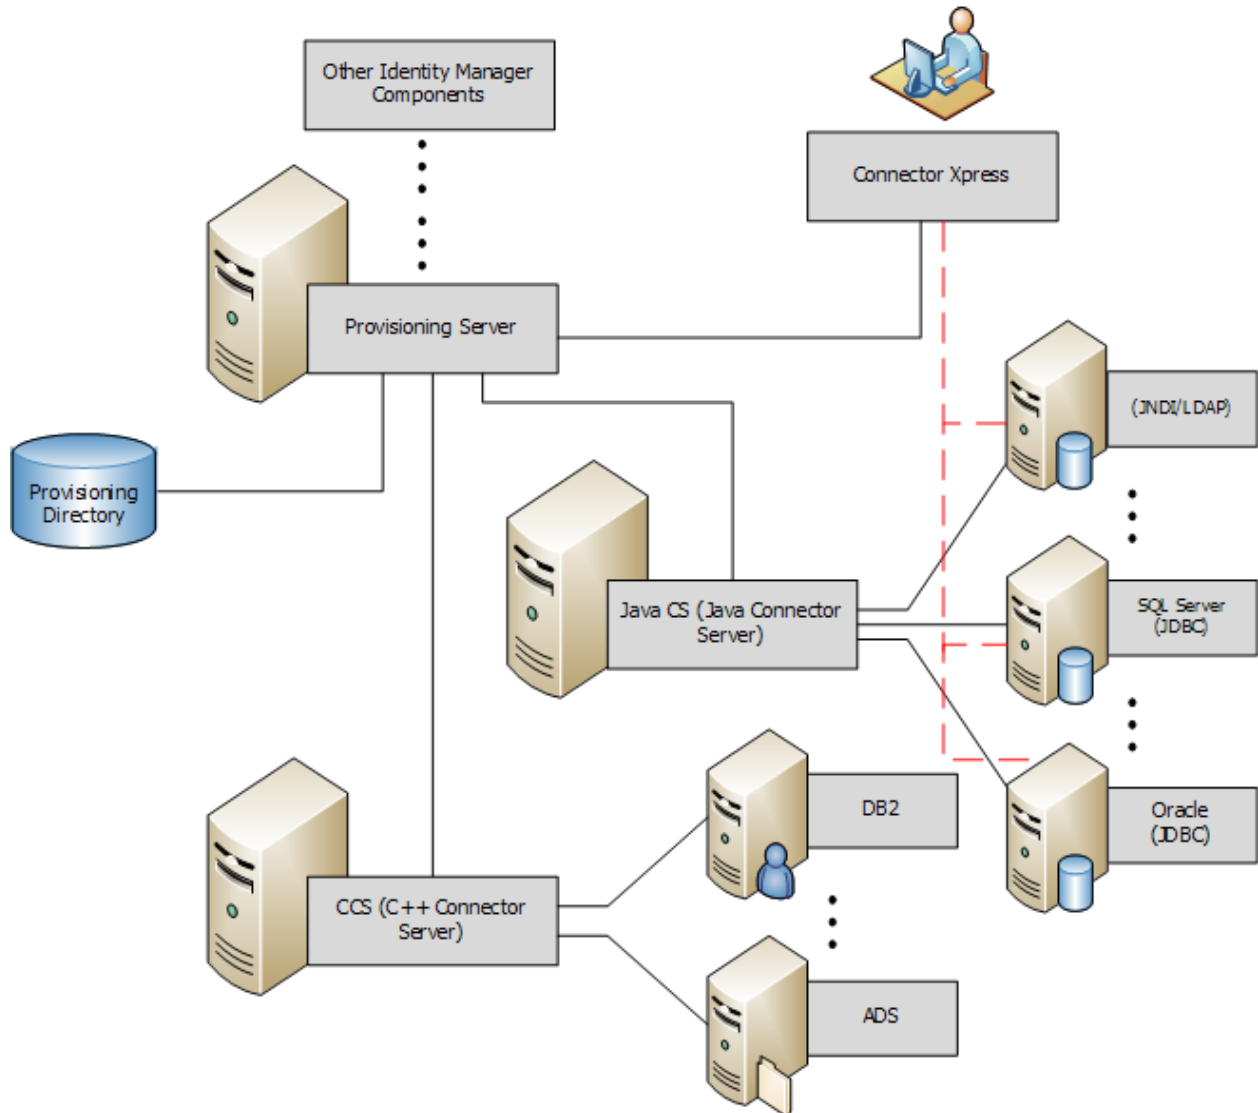 Other Identity Manager
Components
Connector Xpress
Provisioning Server
(JNDI/LDAP)
Provisioning
Directory
Java CS (Java Connector
Server)
SQL Server
(JDBC)
DB2
Oracle
(JDBC)
CCS (C++ Connector
Server)
ADS